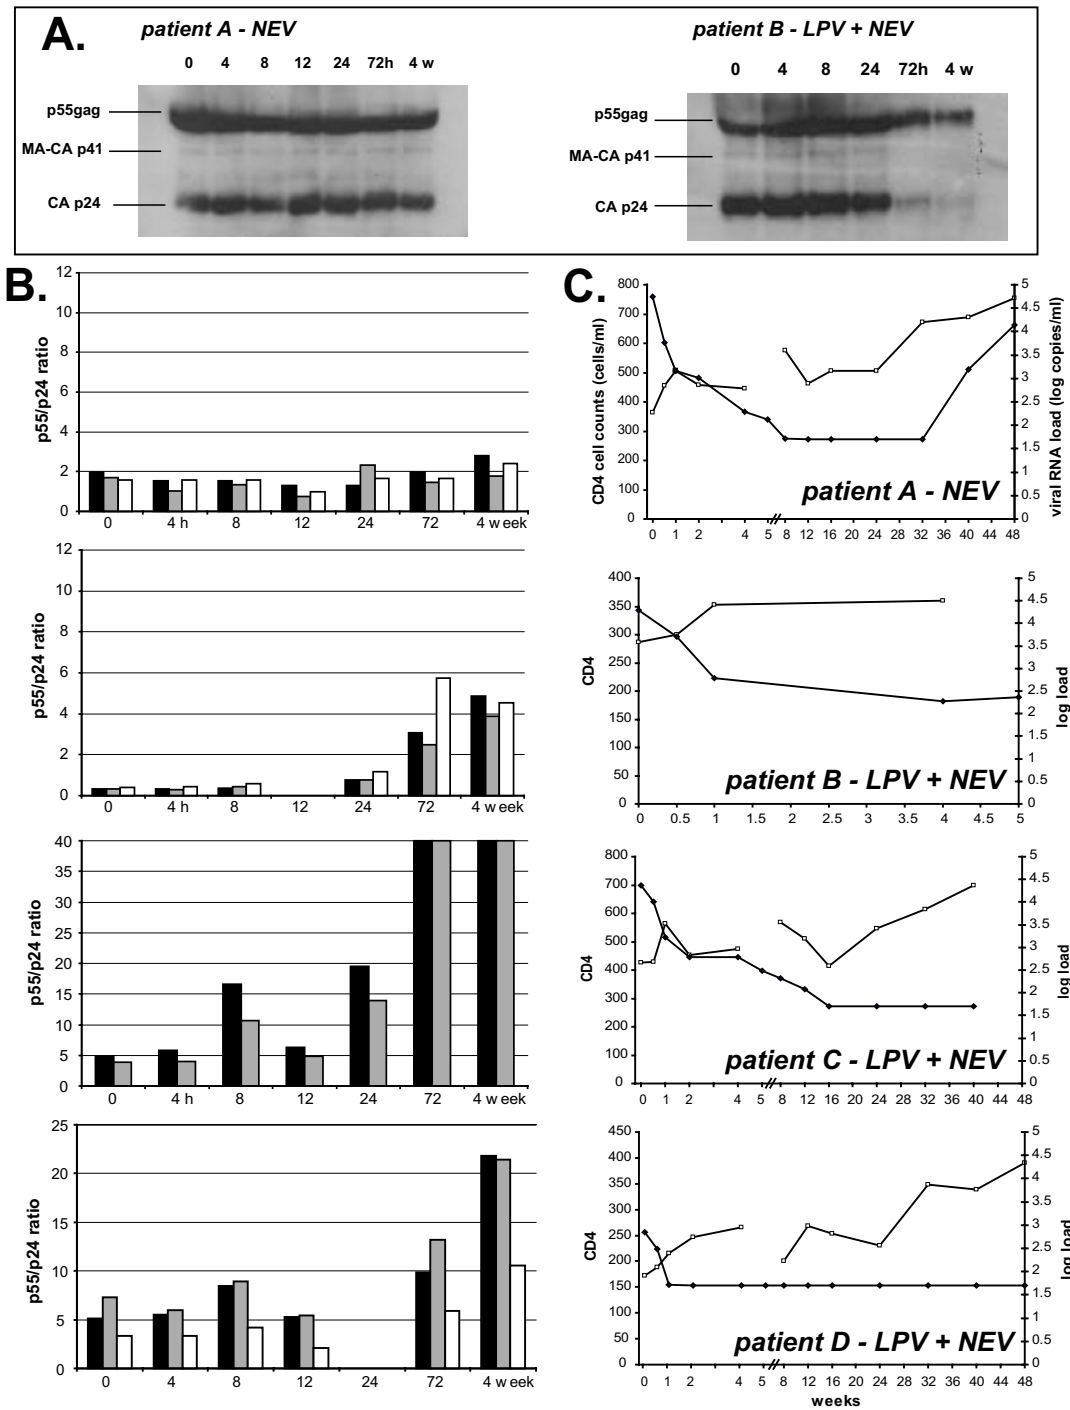 A.
patient A - NEV
patient B - LPV + NEV
0 4 8 12 24 72h 4 w
0 4 8 24 72h 4 w
p55gag
MA-CA p41
CA p24
p55gag
MA-CA p41
CA p24
B.
p55/p24 ratio
12
10
8
6
4
2
0
0 4 h 8 12 24 72 4 week
p55/p24 ratio
12
10
8
6
4
2
0
0 4 h 8 12 24 72 4 week
p55/p24 ratio
40
35
30
25
20
15
10
5
0
0 4 h 8 12 24 72 4 week
p55/p24 ratio
25
20
15
10
5
0
0 4 8 12 24 72 4 week
C.
CD4 cell counts (cells/ml)
800
700
600
500
400
300
200
100
0
viral RNA load (log copies/ml)
5
4.5
4
3.5
3
2.5
2
1.5
1
0.5
0
patient A - NEV
0 1 2 4 5 8 12 16 20 24 28 32 36 40 44 48
CD4
400
350
300
250
200
150
100
50
0
log load
5
4.5
4
3.5
3
2.5
2
1.5
1
0.5
0
patient B - LPV + NEV
0 0.5 1 1.5 2 2.5 3 3.5 4 4.5 5
CD4
800
700
600
500
400
300
200
100
0
log load
5
4.5
4
3.5
3
2.5
2
1.5
1
0.5
0
patient C - LPV + NEV
0 1 2 4 5 8 12 16 20 24 28 32 36 40 44 48
CD4
450
400
350
300
250
200
150
100
50
0
log load
5
4.5
4
3.5
3
2.5
2
1.5
1
0.5
0
patient D - LPV + NEV
0 1 2 4 5 8 12 16 20 24 28 32 36 40 44 48
weeks